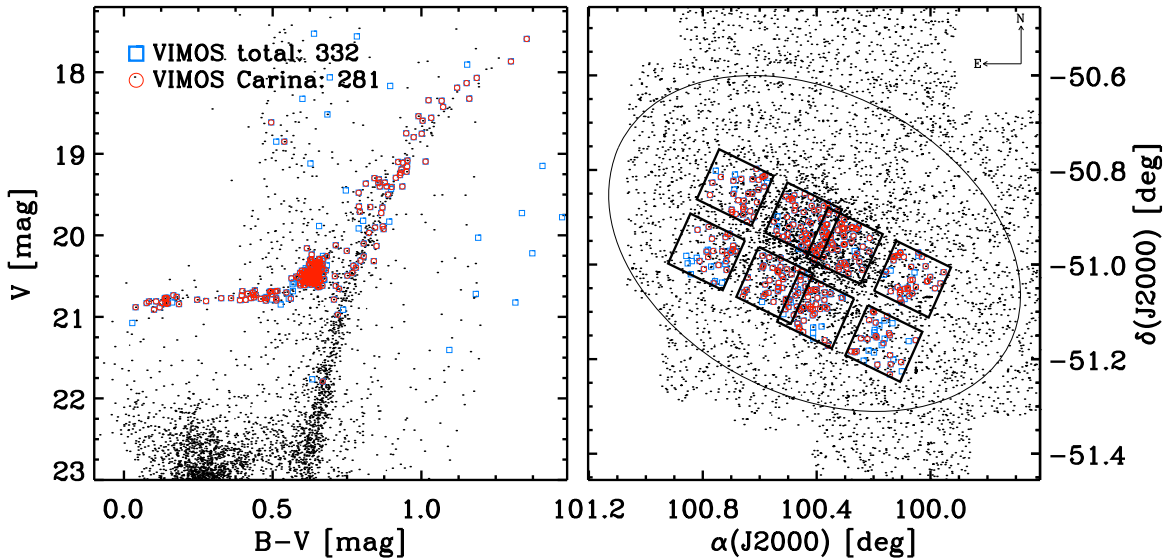 VIMOS total: 332
VIMOS Carina: 281
18
19
20
21
22
23
V [mag]
0.0
0.5
1.0
B−V [mag]
N
E
−50.6
−50.8
−51.0
−51.2
−51.4
δ(J2000) [deg]
101.2
100.8
100.4
100.0
α(J2000) [deg]